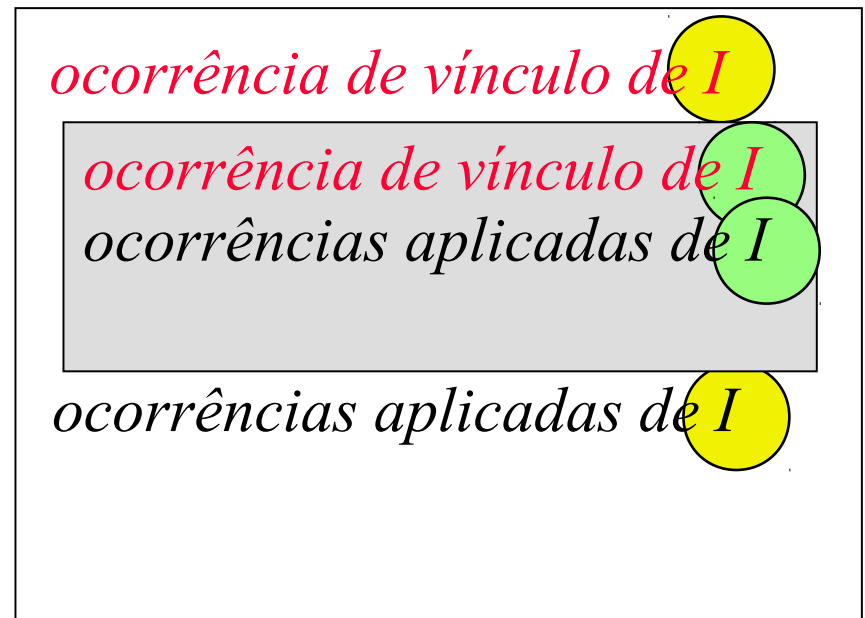 ocorrência de vínculo de I
ocorrência de vínculo de I
ocorrências aplicadas de I
ocorrências aplicadas de I